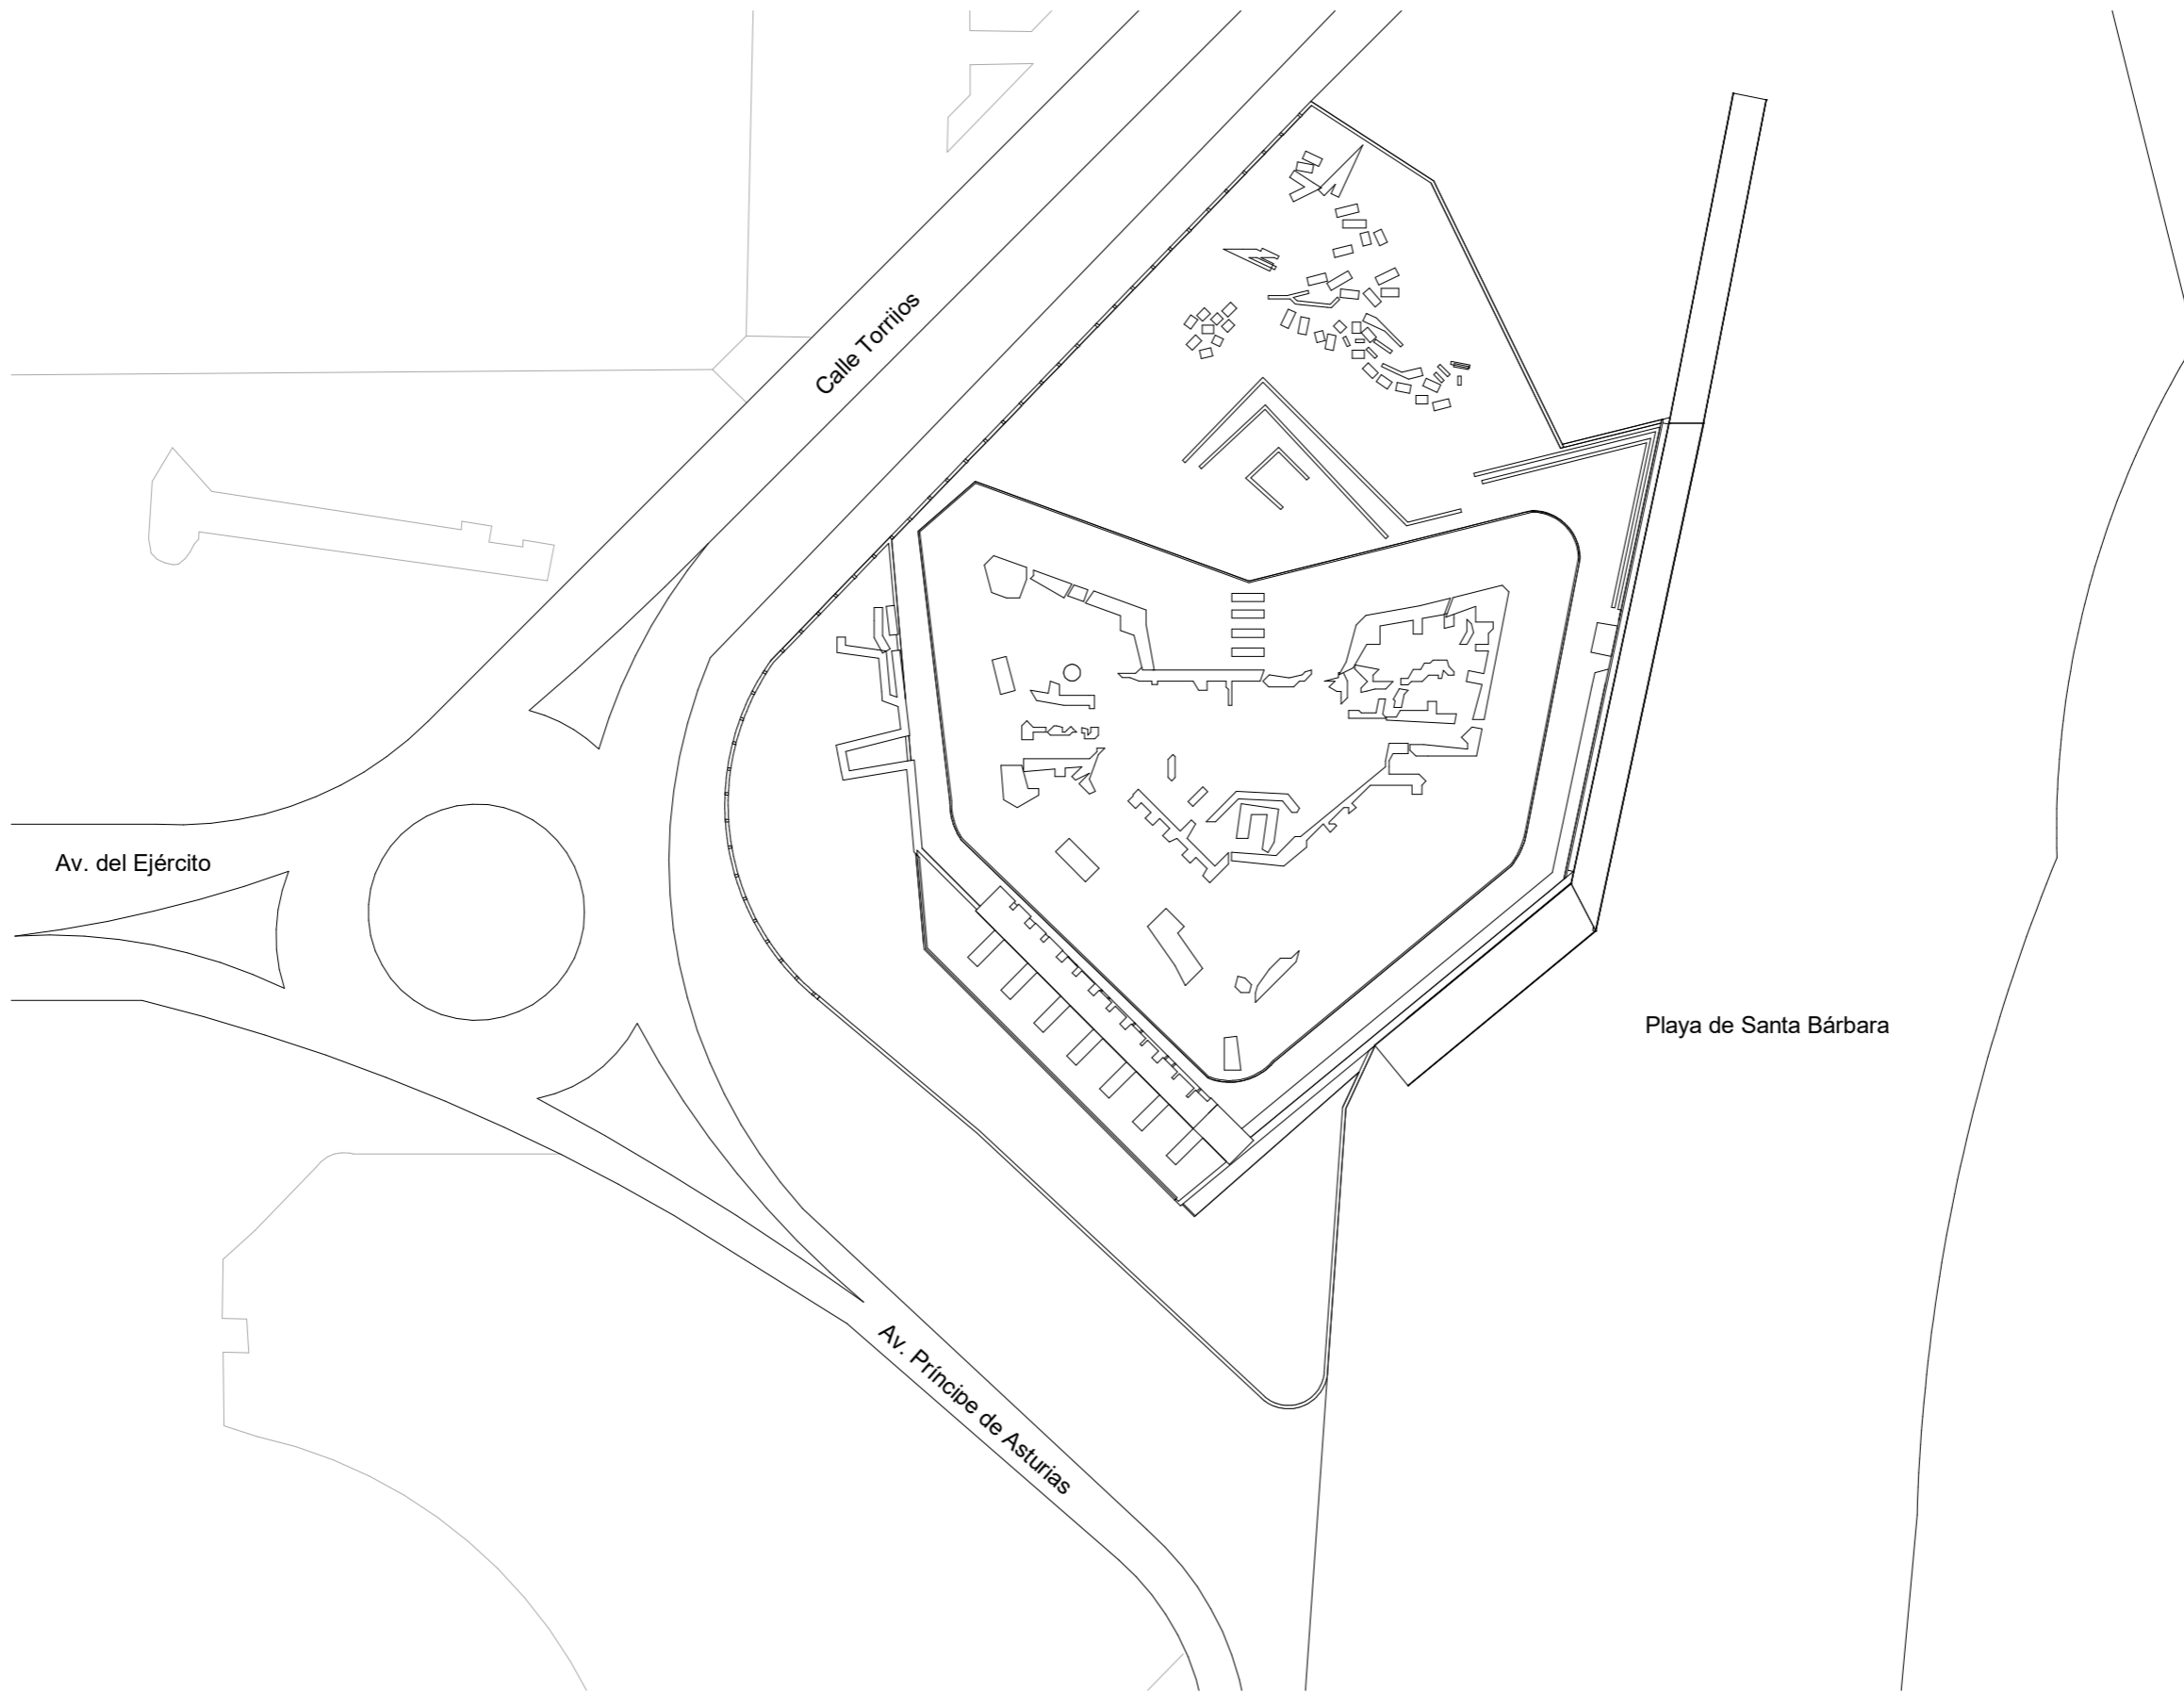 Calle Torrijos
Av. del Ejército
Playa de Santa Bárbara
Av. Príncipe de Asturias